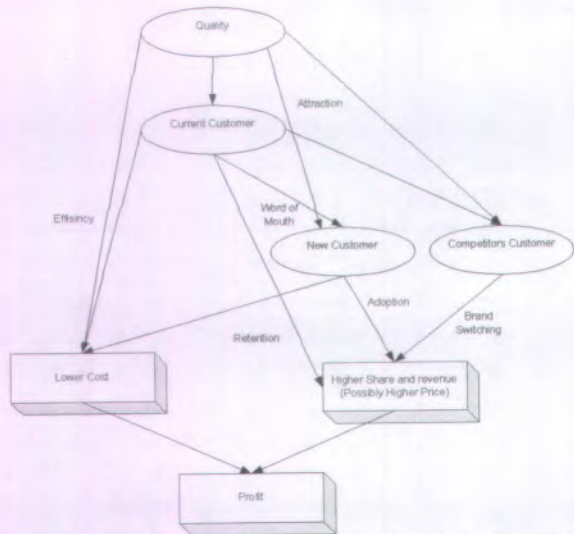 Quality
Attraction
Current Customer
Effisincy
Word of
Mouth
New Customer
Competitors Customer
Adoption
Brand
Switching
Retention
Lower Cost
Higher Share and revenue
(Possibly Higher Price)
Profit